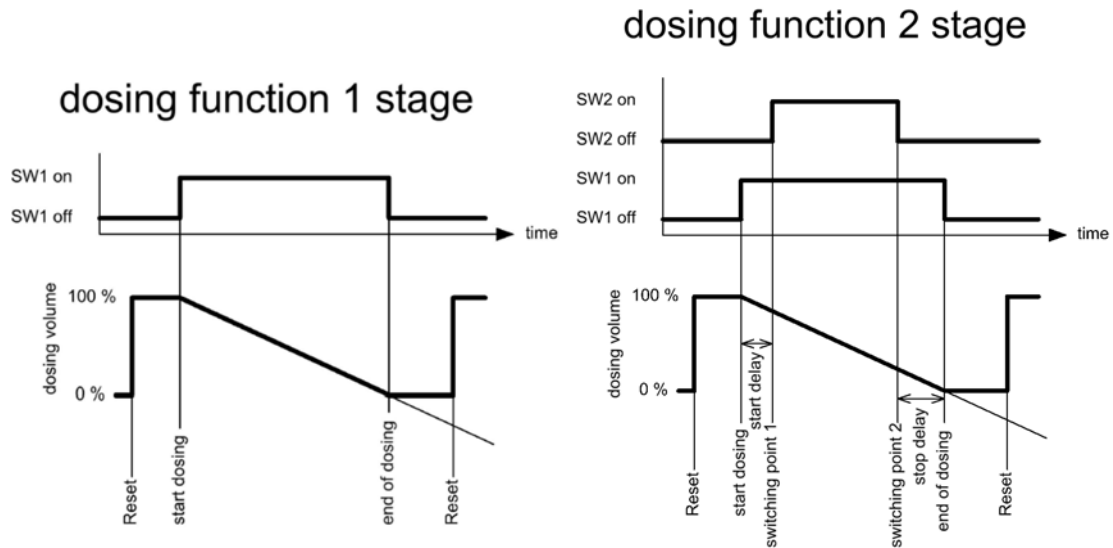 dosing function 1 stage
SW1 on
SW1 off
time
dosing volume
100 %
0 %
Reset
start dosing
end of dosing
Reset
dosing function 2 stage
SW2 on
SW2 off
SW1 on
SW1 off
time
dosing volume
100 %
0 %
Reset
start dosing
start delay
switching point 1
switching point 2
stop delay
end of dosing
Reset